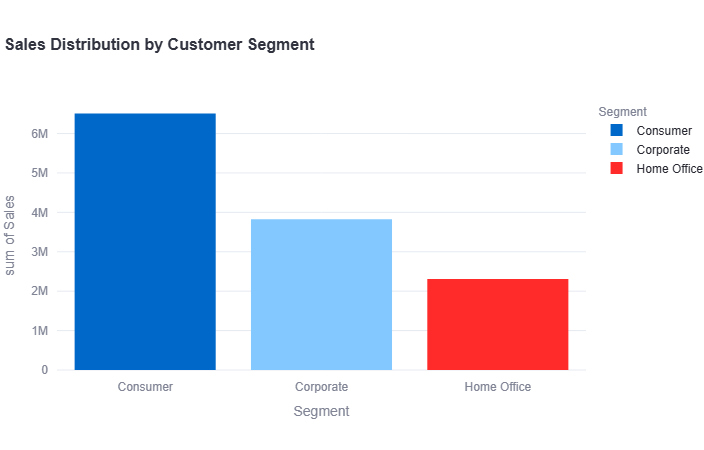 Sales Distribution by Customer Segment
sum of Sales
6M
5M
4M
3M
2M
1M
0
Consumer
Corporate
Home Office
Segment
Segment
Consumer
Corporate
Home Office